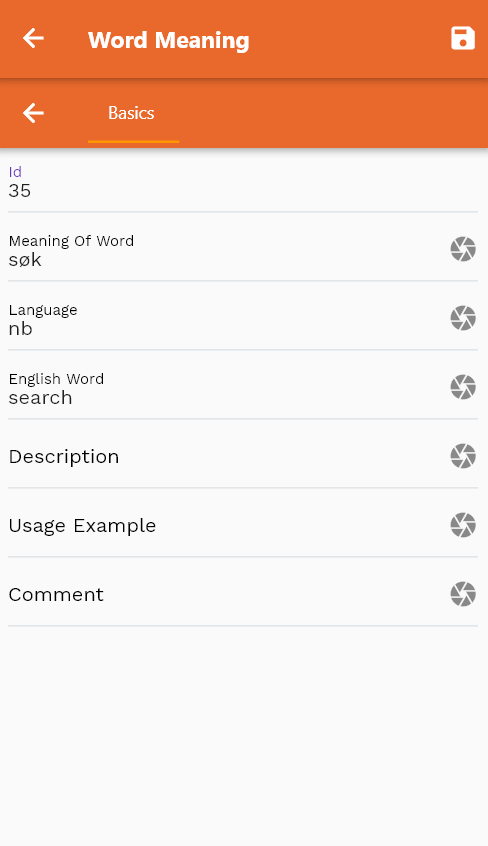 Word Meaning
Basics
Id
35
Meaning Of Word
søk
Language
nb
English Word
search
Description
Usage Example
Comment